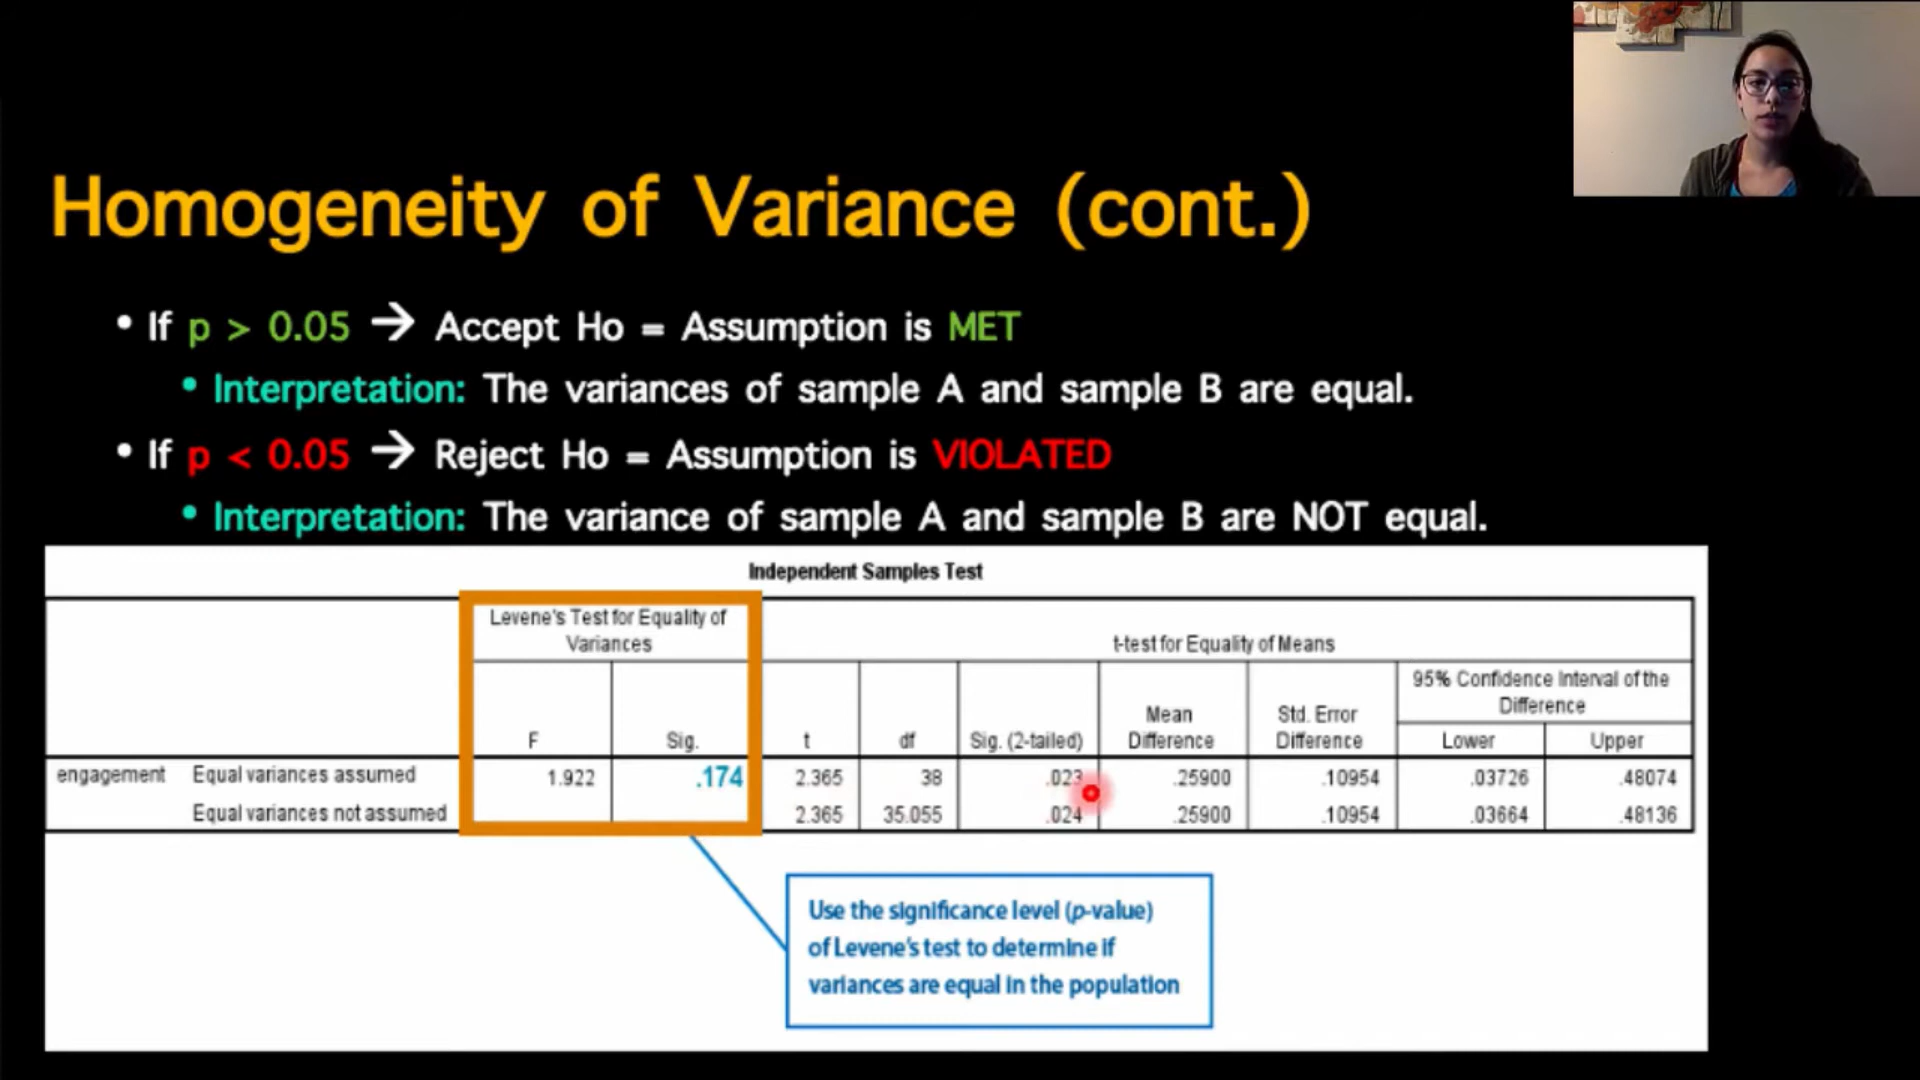 Homogeneity of Variance (cont.)
• If p > 0.05 → Accept Ho = Assumption is MET
• Interpretation: The variances of sample A and sample B are equal.
• If p < 0.05 → Reject Ho = Assumption is VIOLATED
• Interpretation: The variance of sample A and sample B are NOT equal.
Independent Samples Test
Levene's Test for Equality of
Variances
t-test for Equality of Means
95% Confidence Interval of the
Difference
F Sig. t df Sig. (2-tailed) Mean Difference Std. Error Difference Lower Upper
engagement Equal variances assumed 1.922 .174 2.365 38 .023 .25900 .10954 .03726 .48074
Equal variances not assumed 2.365 35.055 .024 .25900 .10954 .03664 .48136
Use the significance level (p-value)
of Levene's test to determine if
variances are equal in the population